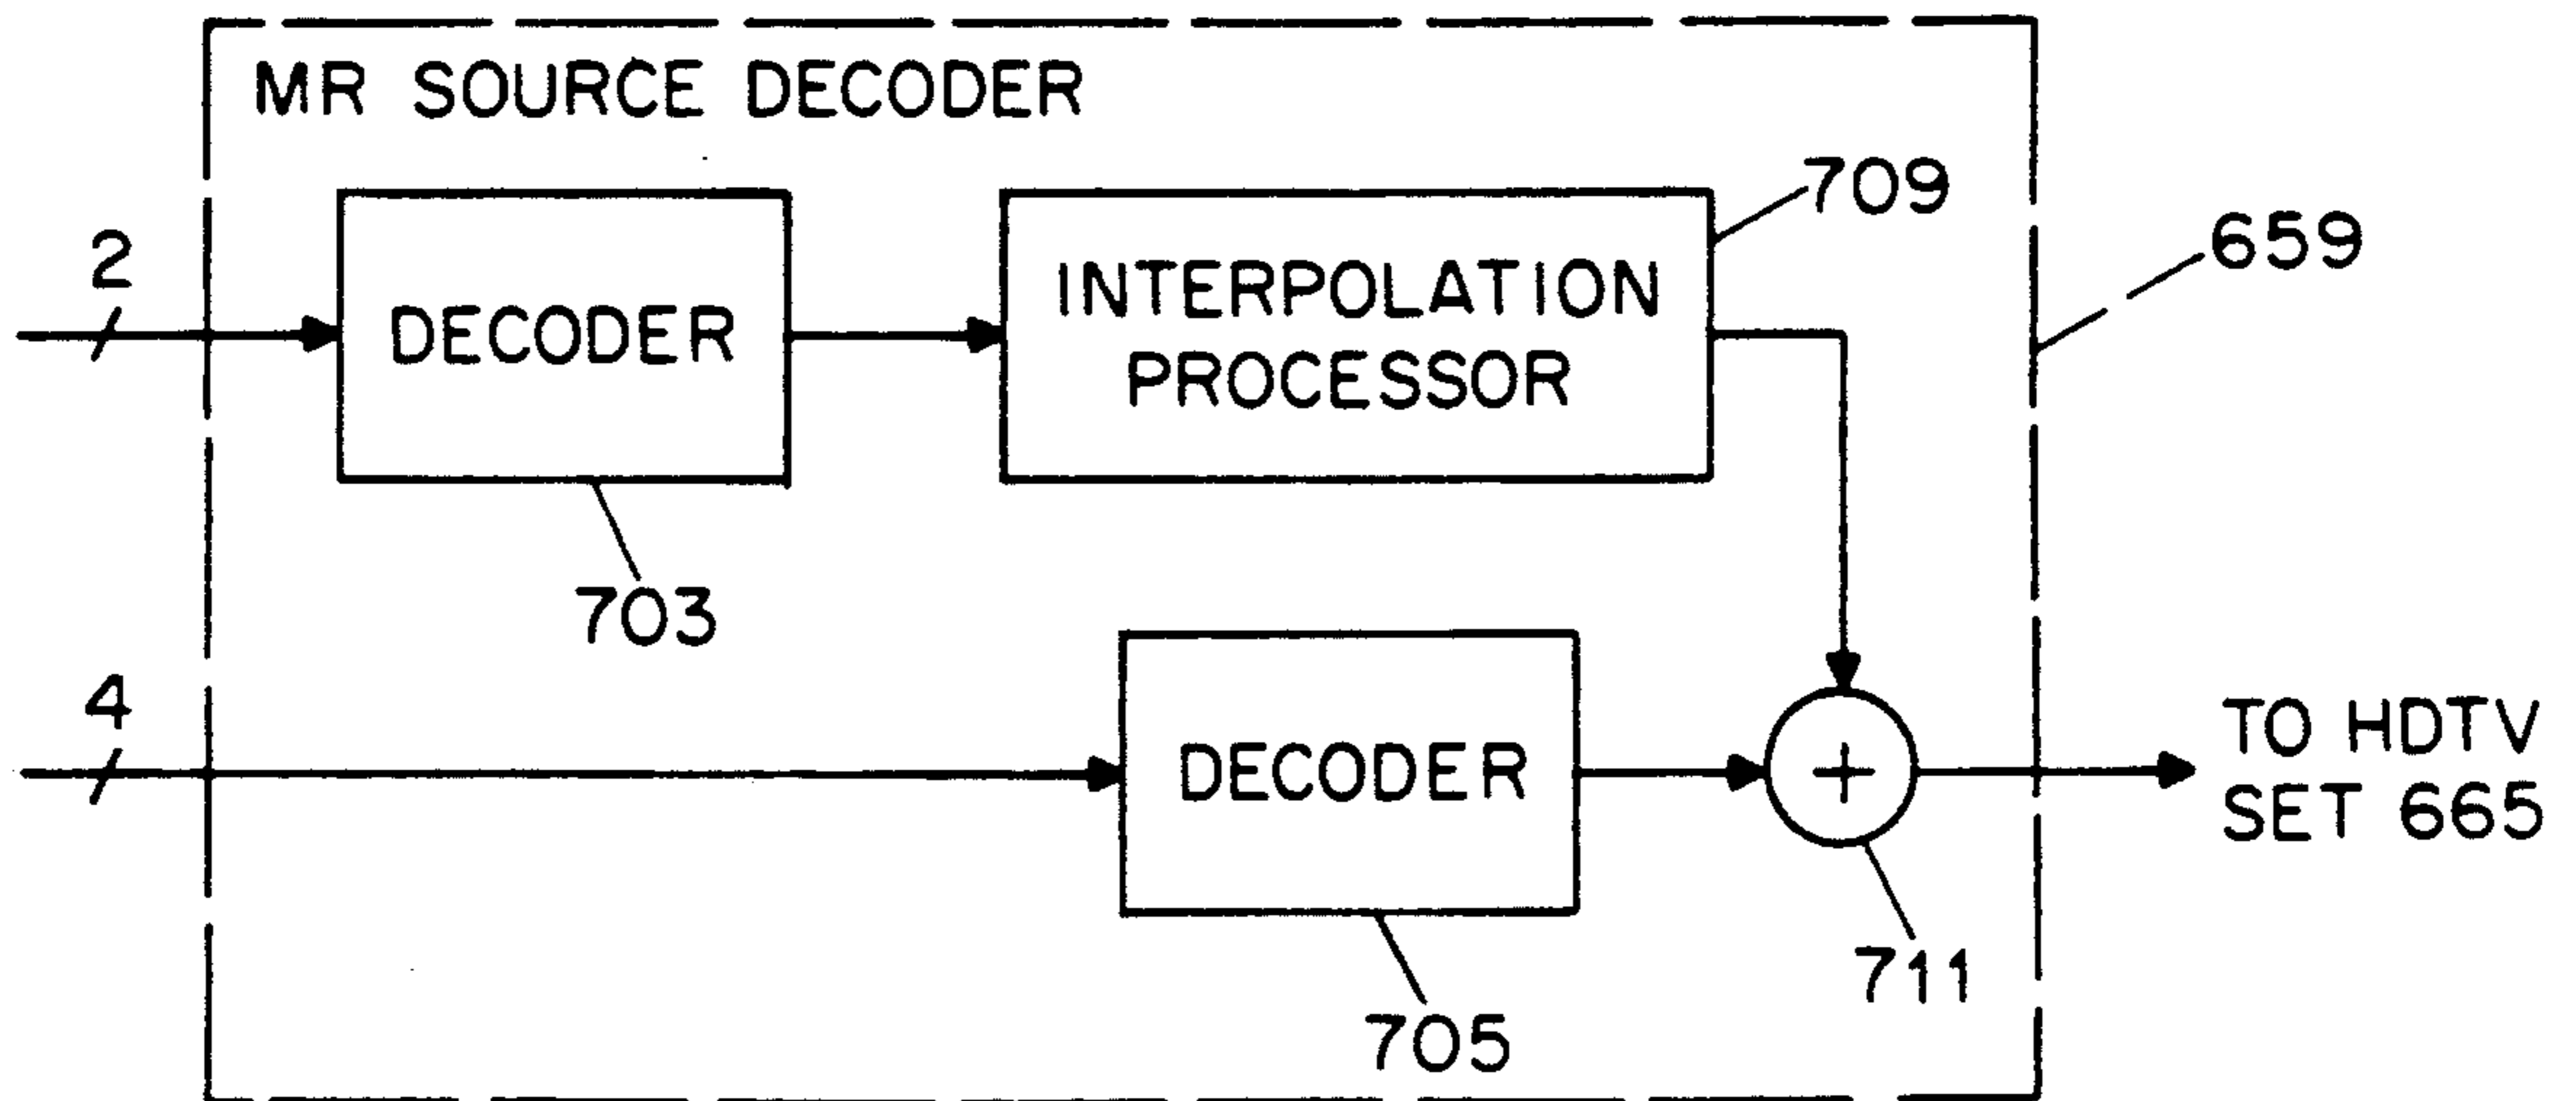 MR SOURCE DECODER
709
659
2
DECODER
INTERPOLATION
PROCESSOR
703
4
DECODER
+
TO HDTV
SET 665
711
705